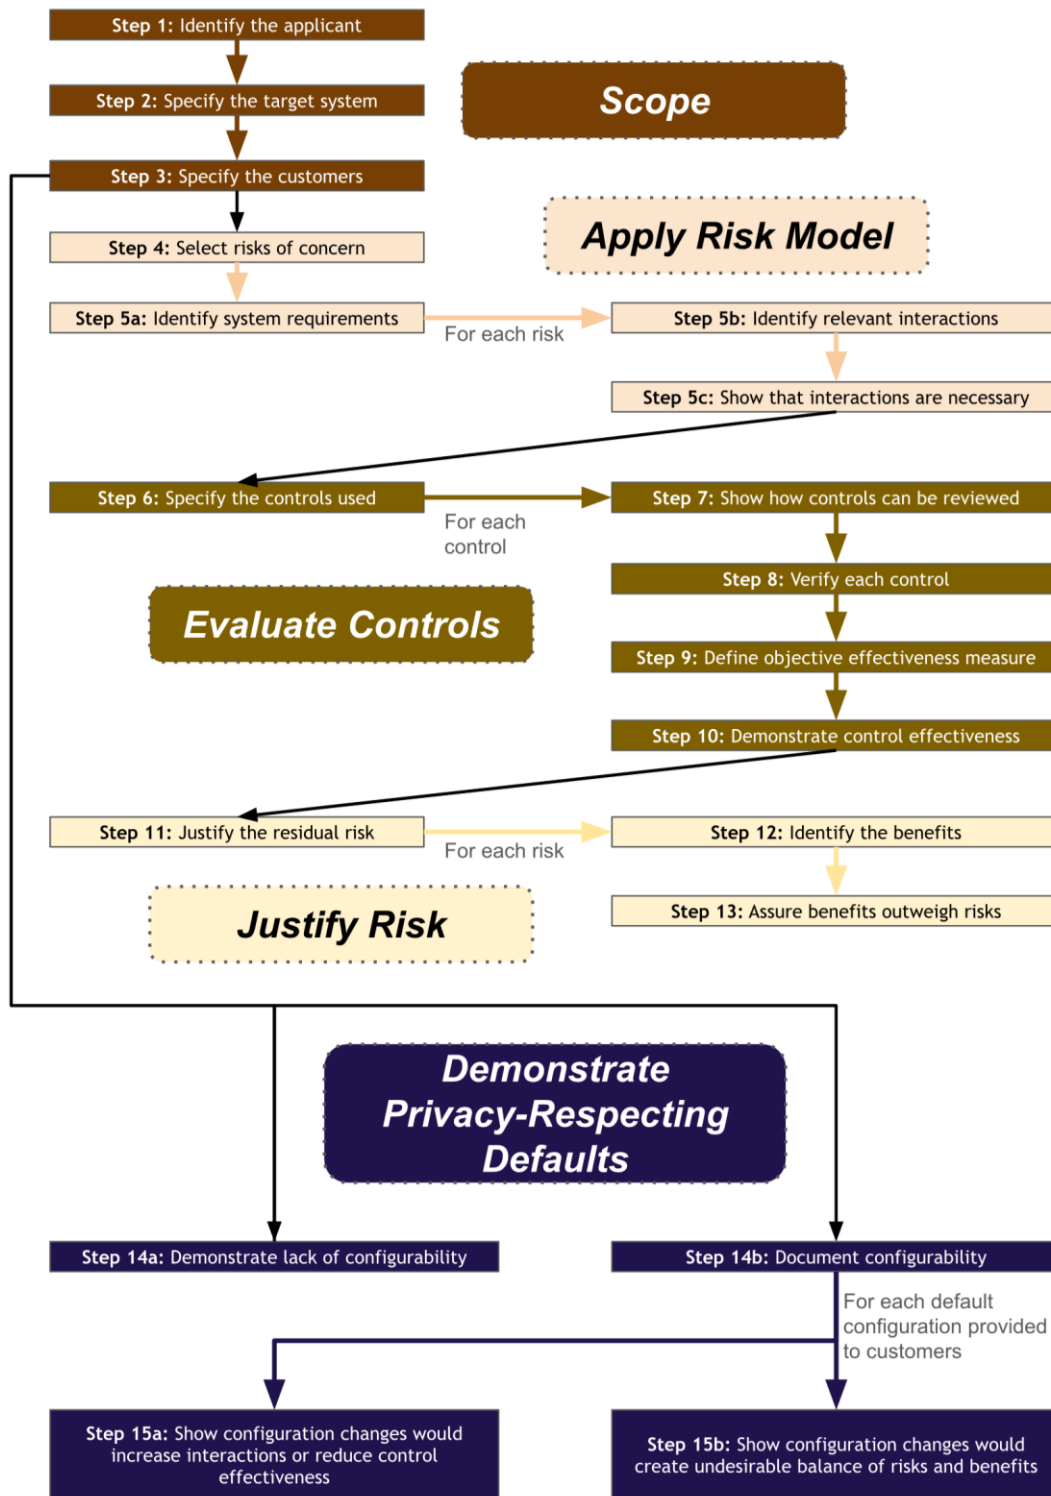 Step 1: Identify the applicant
Scope
Step 2: Specify the target system
Step 3: Specify the customers
Apply Risk Model
Step 4: Select risks of concern
Step 5a: Identify system requirements
For each risk
Step 5b: Identify relevant interactions
Step 5c: Show that interactions are necessary
Step 6: Specify the controls used
For each
control
Step 7: Show how controls can be reviewed
Step 8: Verify each control
Evaluate Controls
Step 9: Define objective effectiveness measure
Step 10: Demonstrate control effectiveness
Step 11: Justify the residual risk
For each risk
Step 12: Identify the benefits
Justify Risk
Step 13: Assure benefits outweigh risks
Demonstrate
Privacy-Respecting
Defaults
Step 14a: Demonstrate lack of configurability
Step 14b: Document configurability
For each default
configuration provided
to customers
Step 15a: Show configuration changes would
increase interactions or reduce control
effectiveness
Step 15b: Show configuration changes would
create undesirable balance of risks and benefits